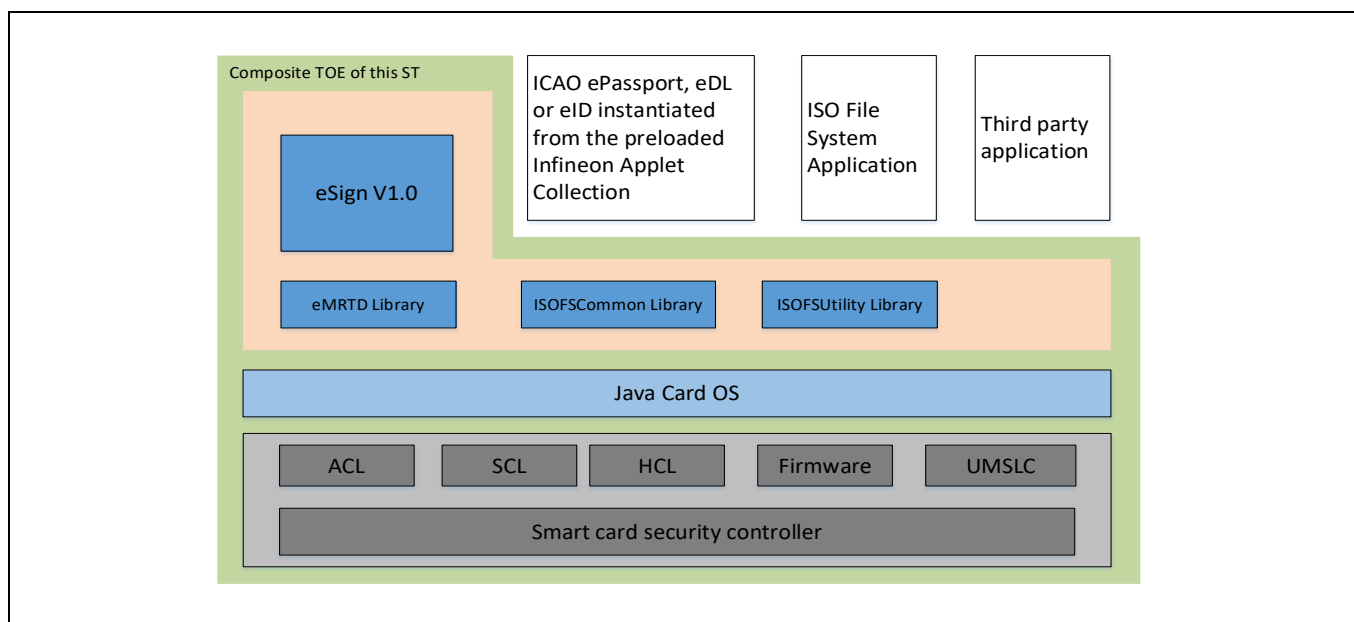 Composite TOE of this ST
ICAO ePassport, eDL
or eID instantiated
from the preloaded
Infineon Applet
Collection
ISO File
System
Application
Third party
application
eSign V1.0
eMRTD Library
ISOFSCommon Library
ISOFSUtility Library
Java Card OS
ACL
SCL
HCL
Firmware
UMSLC
Smart card security controller